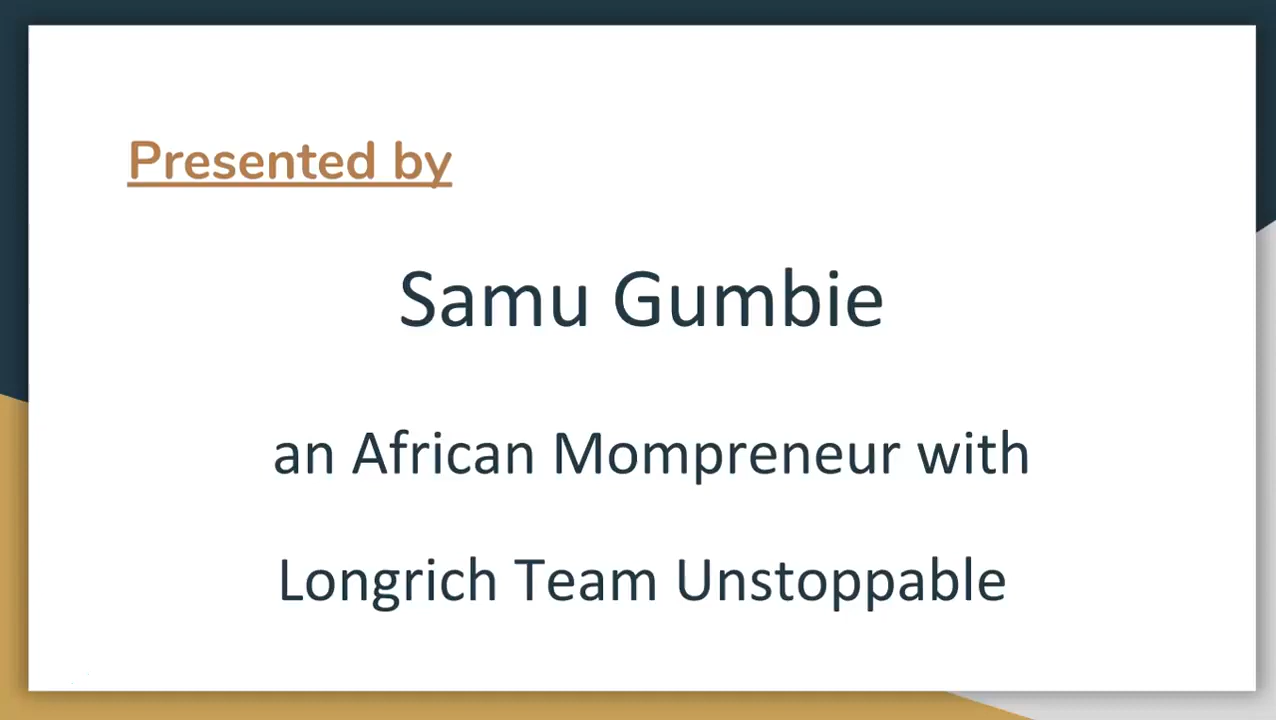 Presented by
Samu Gumbie
an African Mompreneur with
Longrich Team Unstoppable